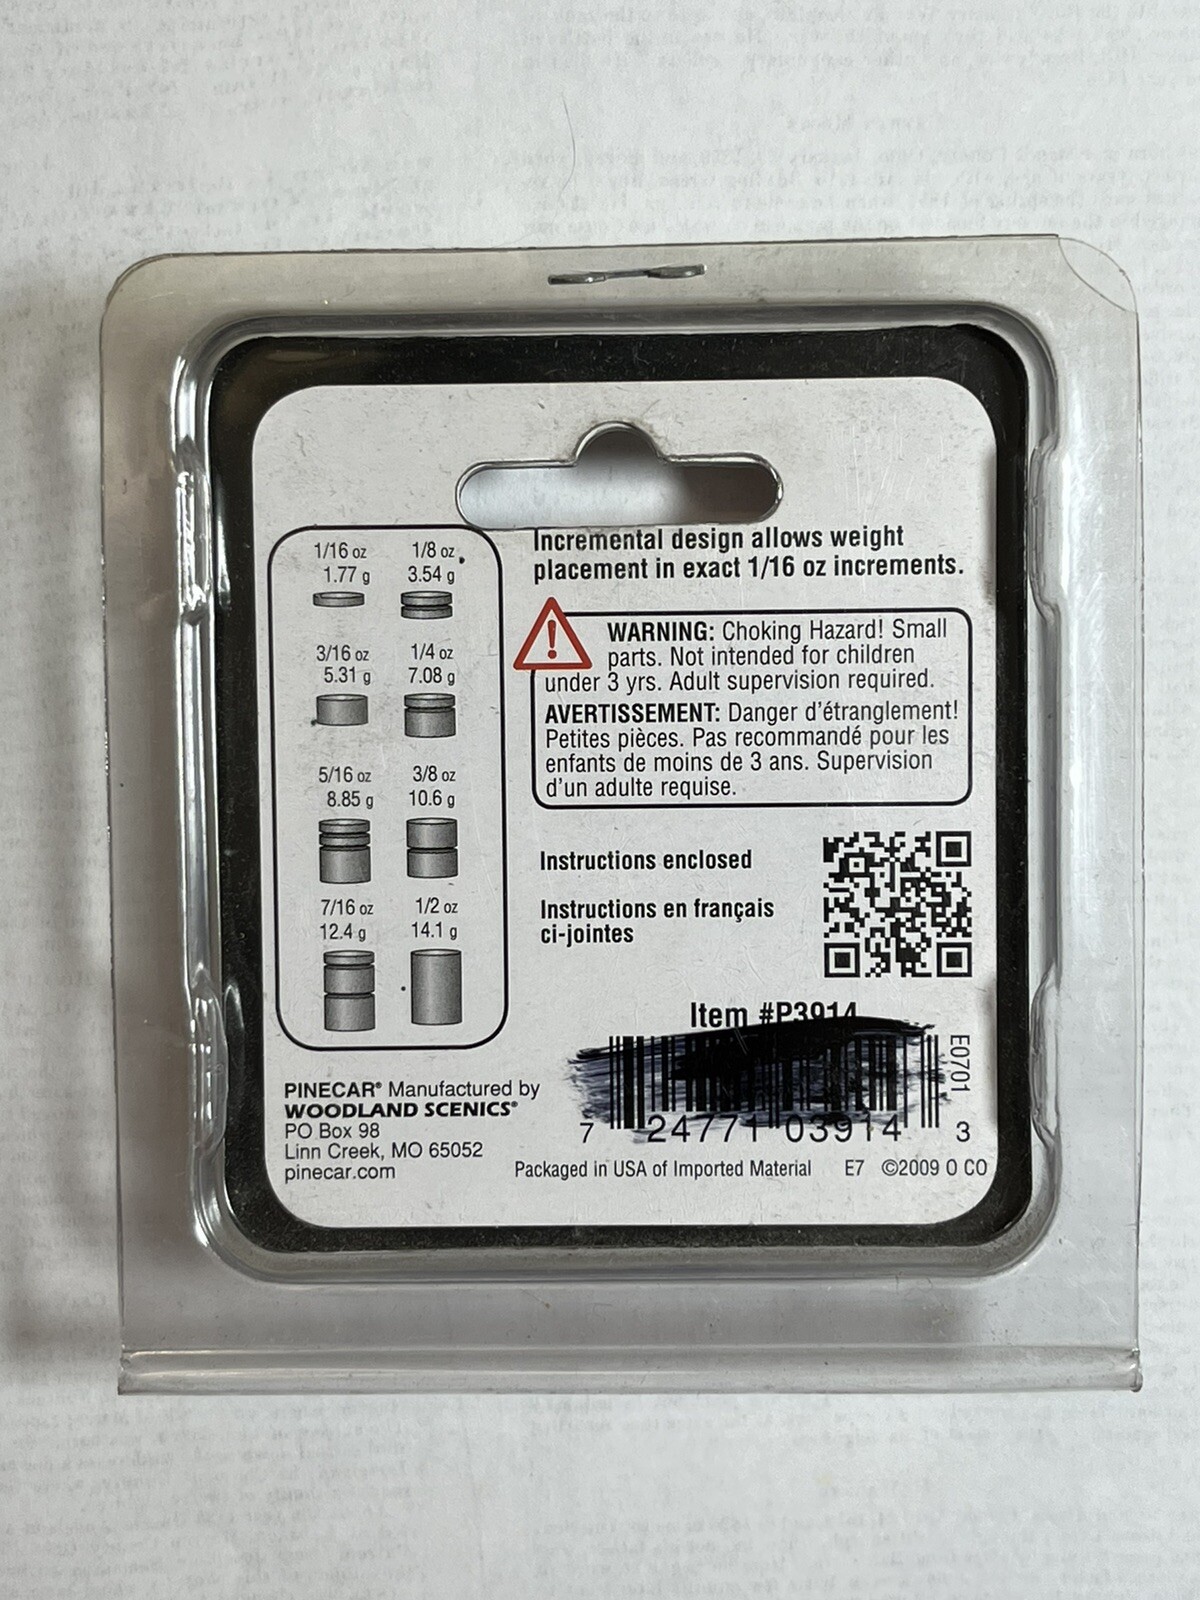 1/16 oz
1.77 g
1/8 oz
3.54 g
3/16 oz
5.31 g
1/4 oz
7.08 g
5/16 oz
8.85 g
3/8 oz
10.6 g
7/16 oz
12.4 g
1/2 oz
14.1 g
Incremental design allows weight
placement in exact 1/16 oz increments.
WARNING: Choking Hazard! Small
parts. Not intended for children
under 3 yrs. Adult supervision required.
AVERTISSEMENT: Danger d'étranglement!
Petites pièces. Pas recommandé pour les
enfants de moins de 3 ans. Supervision
d'un adulte requise.
Instructions enclosed
Instructions en français
ci-jointes
Item #P3914
E0701
7 24771 03914 3
PINECAR® Manufactured by
WOODLAND SCENICS®
PO Box 98
Linn Creek, MO 65052
pinecar.com
Packaged in USA of Imported Material E7 ©2009 O CO